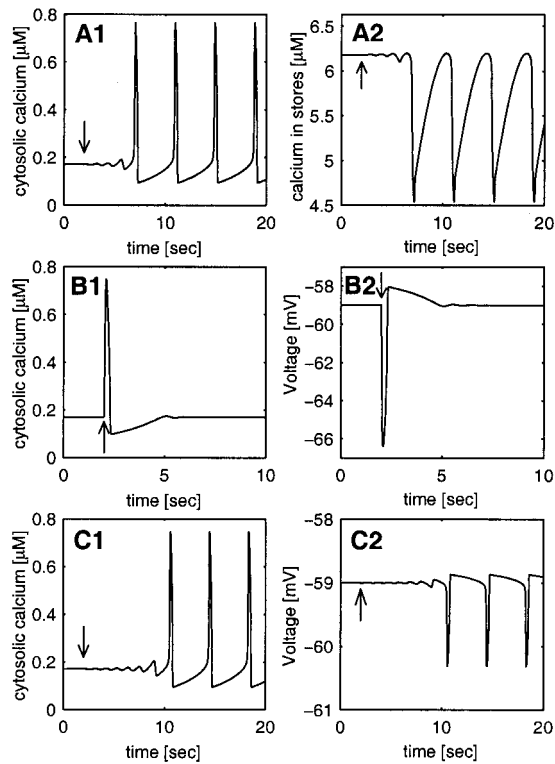 A1
cytosolic calcium [μM]
0.8
0.6
0.4
0.2
0
0 5 10 15 20
time [sec]
A2
calcium in stores [μM]
6.5
6
5.5
5
4.5
0 5 10 15 20
time [sec]
B1
cytosolic calcium [μM]
0.8
0.6
0.4
0.2
0
0 5 10
time [sec]
B2
Voltage [mV]
−58
−60
−62
−64
−66
0 5 10
time [sec]
C1
cytosolic calcium [μM]
0.8
0.6
0.4
0.2
0
0 5 10 15 20
time [sec]
C2
Voltage [mV]
−58
−59
−60
−61
0 5 10 15 20
time [sec]